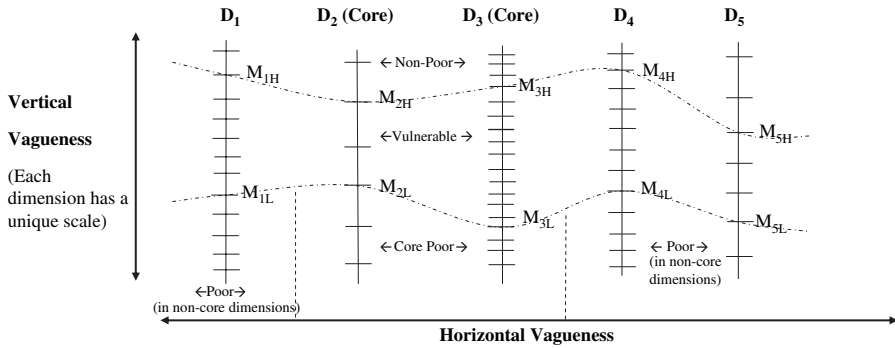 D1
D2 (Core)
D3 (Core)
D4
D5
Vertical
Vagueness
(Each
dimension has a
unique scale)
M1H
M2H
M3H
M4H
M5H
←Non-Poor→
←Vulnerable →
M1L
M2L
M3L
M4L
M5L
←Core Poor→
←Poor→
(in non-core dimensions)
← Poor→
(in non-core
dimensions)
Horizontal Vagueness